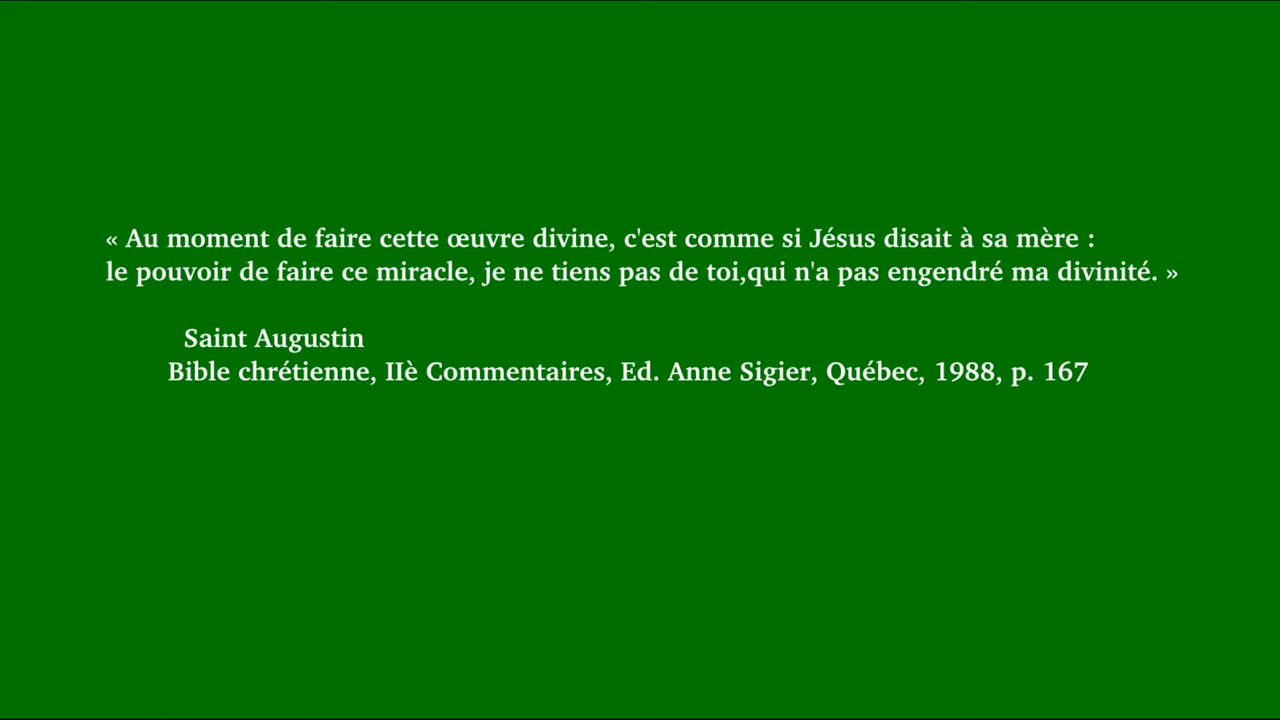 « Au moment de faire cette œuvre divine, c'est comme si Jésus disait à sa mère :
le pouvoir de faire ce miracle, je ne tiens pas de toi,qui n'a pas engendré ma divinité. »
Saint Augustin
Bible chrétienne, IIè Commentaires, Ed. Anne Sigier, Québec, 1988, p. 167